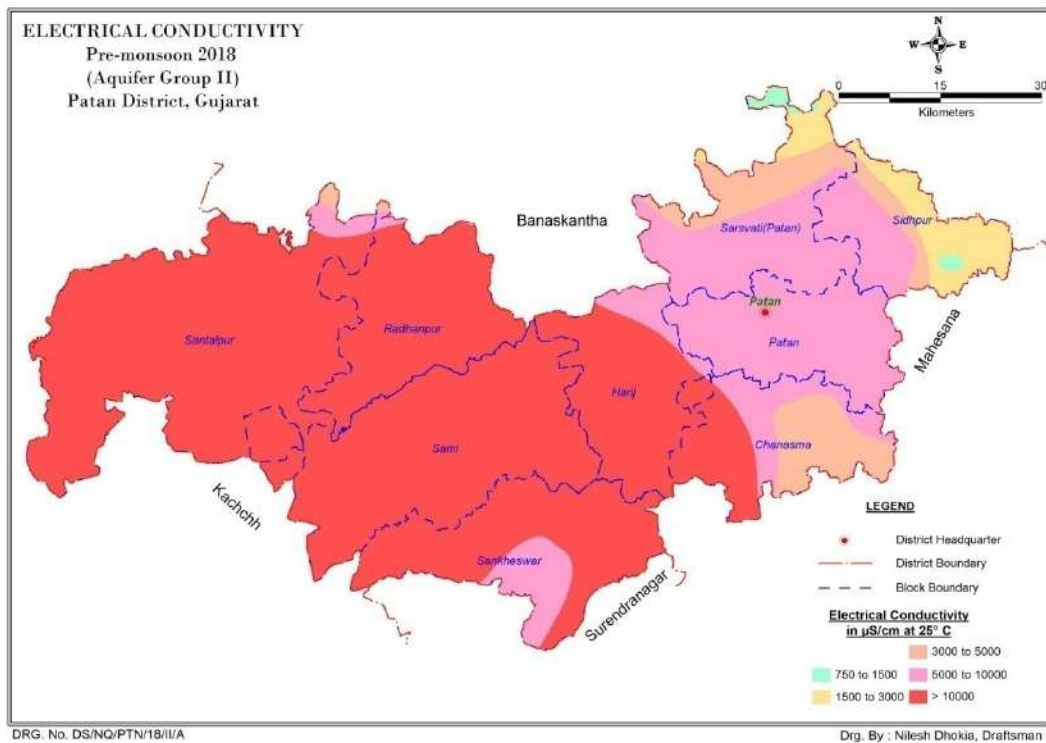 ELECTRICAL CONDUCTIVITY
Pre-monsoon 2018
(Aquifer Group II)
Patan District, Gujarat
N
W E
S
0 15 30
Kilometers
Banaskantha
Sarsvati(Patan)
Sidhpur
Patan
Santalpur
Radhanpur
Patan
Mahesana
Harij
Sami
Chanasma
Kachchh
Sankheswar
Surendranagar
LEGEND
District Headquarter
District Boundary
Block Boundary
Electrical Conductivity
in µS/cm at 25° C
3000 to 5000
750 to 1500
5000 to 10000
1500 to 3000
> 10000
DRG. No. DS/NQ/PTN/18/II/A
Drg. By : Nilesh Dhokia, Draftsman